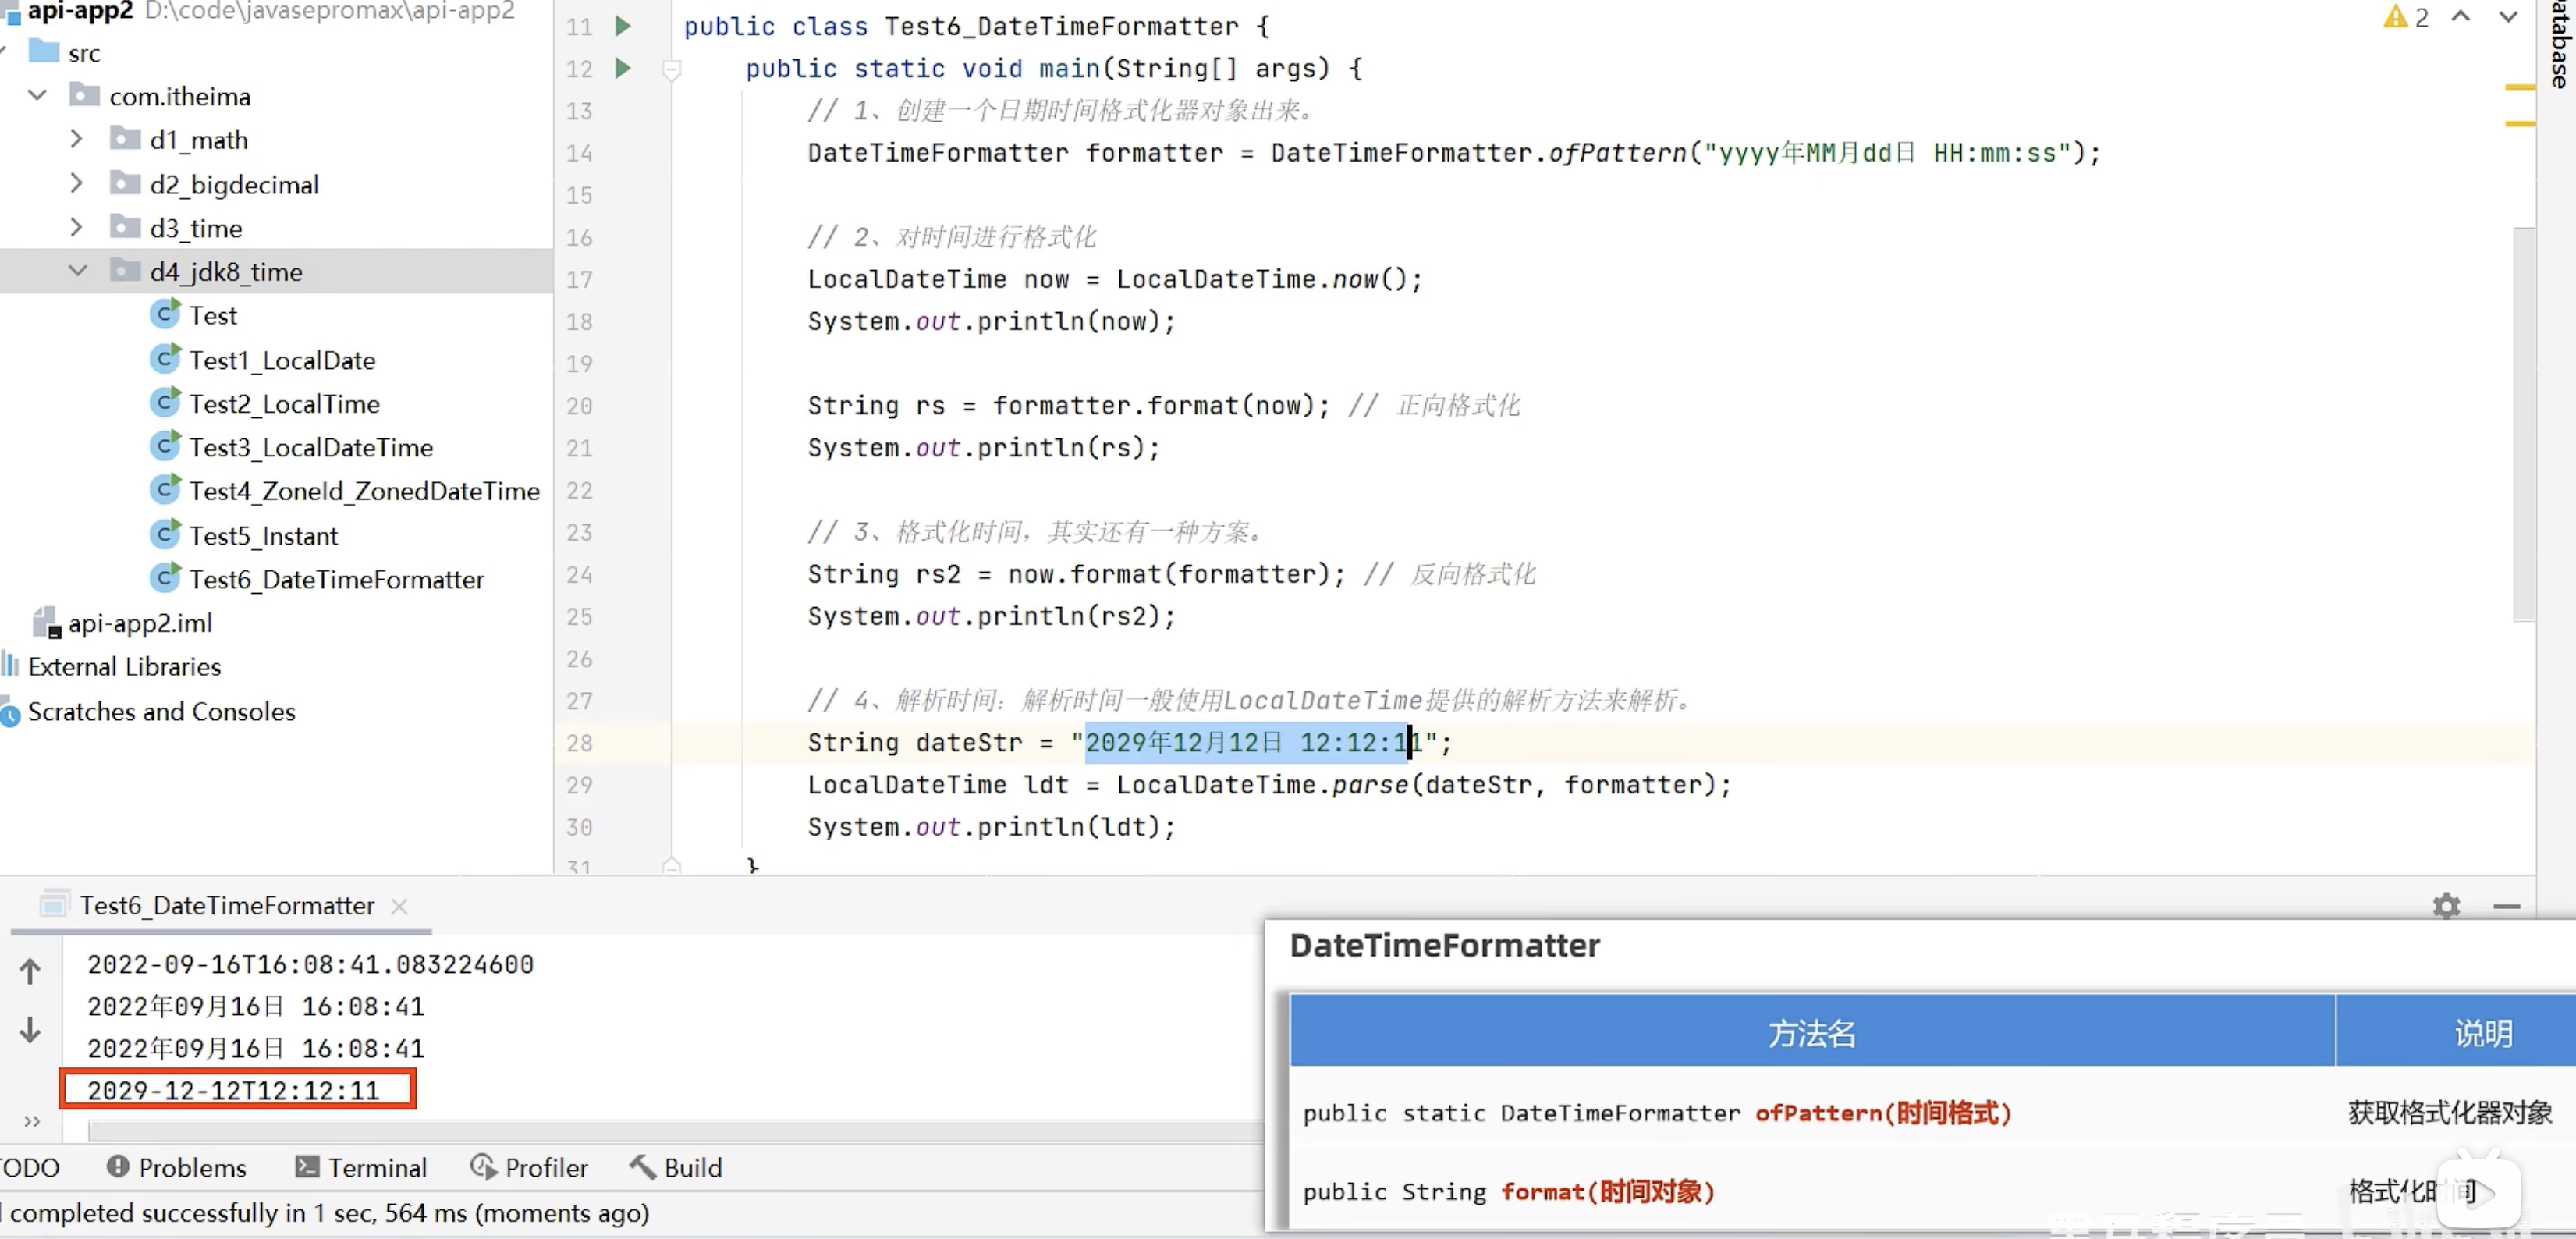 api-app2 D:\code\javasepromax\api-app2
src
com.itheima
d1_math
d2_bigdecimal
d3_time
d4_jdk8_time
Test
Test1_LocalDate
Test2_LocalTime
Test3_LocalDateTime
Test4_ZoneId_ZonedDateTime
Test5_Instant
Test6_DateTimeFormatter
api-app2.iml
External Libraries
Scratches and Consoles
11 public class Test6_DateTimeFormatter {
12 public static void main(String[] args) {
13 // 1、创建一个日期时间格式化器对象出来。
14 DateTimeFormatter formatter = DateTimeFormatter.ofPattern("yyyy年MM月dd日 HH:mm:ss");
15
16 // 2、对时间进行格式化
17 LocalDateTime now = LocalDateTime.now();
18 System.out.println(now);
19
20 String rs = formatter.format(now); // 正向格式化
21 System.out.println(rs);
22
23 // 3、格式化时间，其实还有一种方案。
24 String rs2 = now.format(formatter); // 反向格式化
25 System.out.println(rs2);
26
27 // 4、解析时间：解析时间一般使用LocalDateTime提供的解析方法来解析。
28 String dateStr = "2029年12月12日 12:12:11";
29 LocalDateTime ldt = LocalDateTime.parse(dateStr, formatter);
30 System.out.println(ldt);
31 }
2
Database
Test6_DateTimeFormatter
2022-09-16T16:08:41.083224600
2022年09月16日 16:08:41
2022年09月16日 16:08:41
2029-12-12T12:12:11
TODO Problems Terminal Profiler Build
completed successfully in 1 sec, 564 ms (moments ago)
DateTimeFormatter
方法名 说明
public static DateTimeFormatter ofPattern(时间格式) 获取格式化器对象
public String format(时间对象) 格式化时间